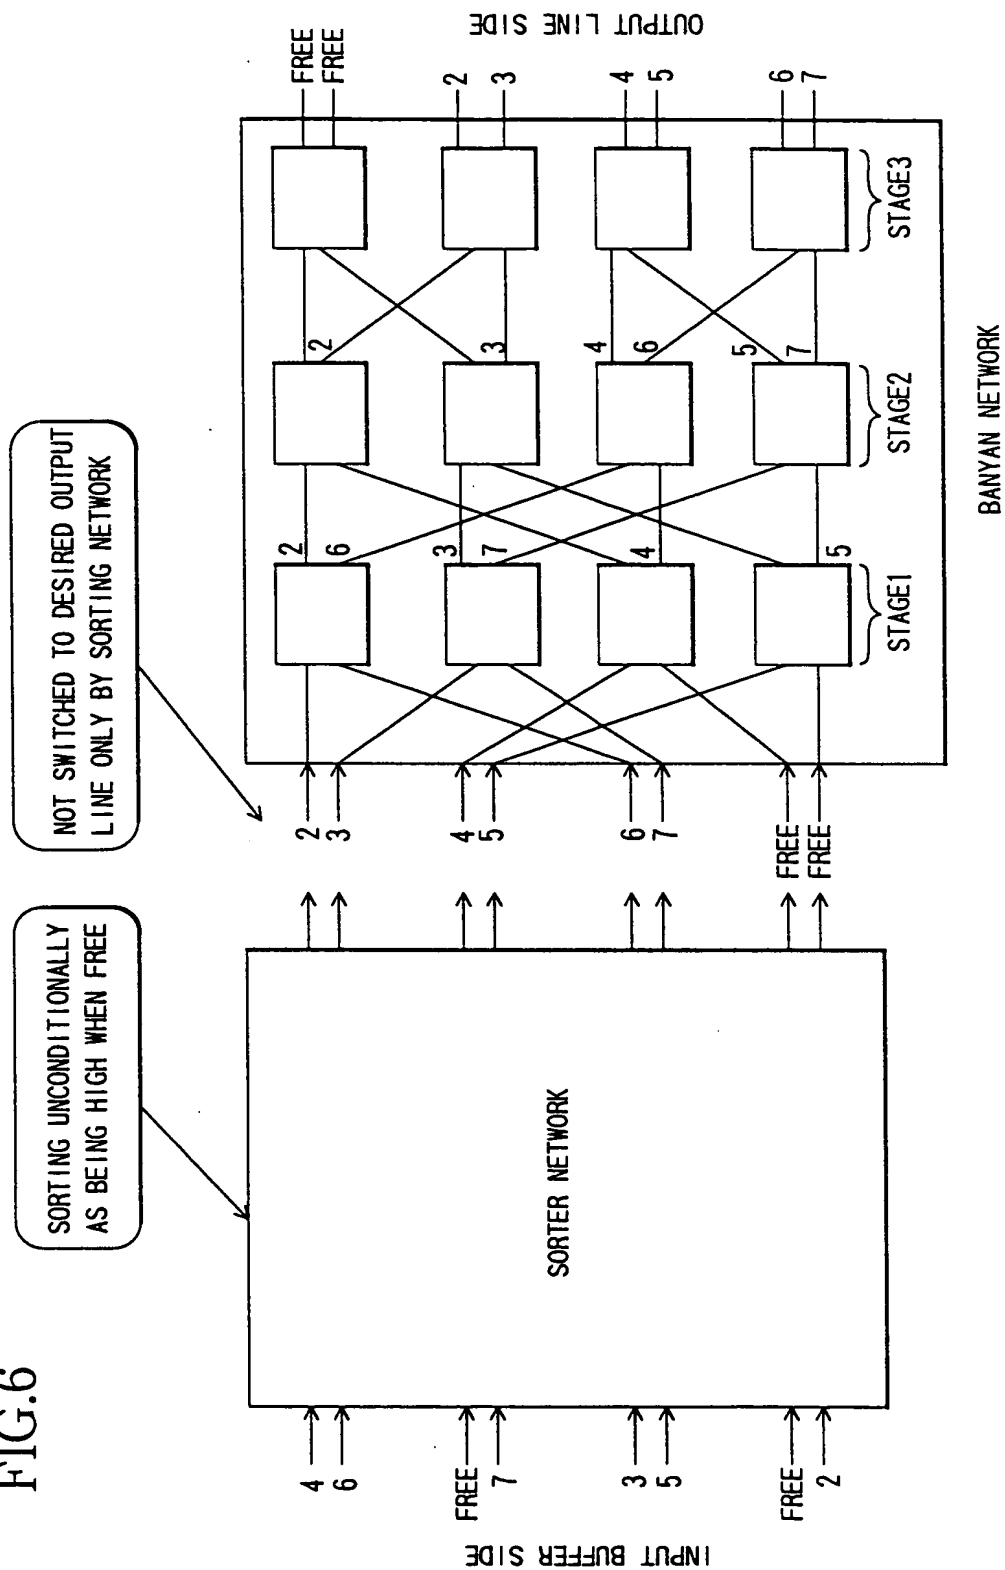 FIG.6
SORTING UNCONDITIONALLY
AS BEING HIGH WHEN FREE
NOT SWITCHED TO DESIRED OUTPUT
LINE ONLY BY SORTING NETWORK
INPUT BUFFER SIDE
4
6
FREE
7
3
5
FREE
2
SORTER NETWORK
2
3
4
5
6
7
FREE
FREE
2
6
3
7
4
5
STAGE1
2
3
4
6
5
7
STAGE2
STAGE3
FREE
FREE
2
3
4
5
6
7
OUTPUT LINE SIDE
BANYAN NETWORK